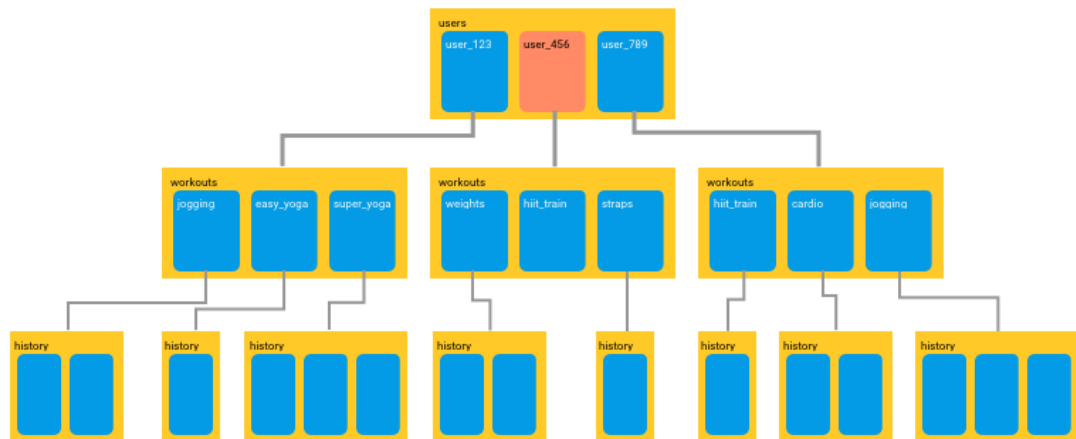 users
user_123
user_456
user_789
workouts
jogging
easy_yoga
super_yoga
workouts
weights
hiit_train
straps
workouts
hiit_train
cardio
jogging
history
history
history
history
history
history
history
history